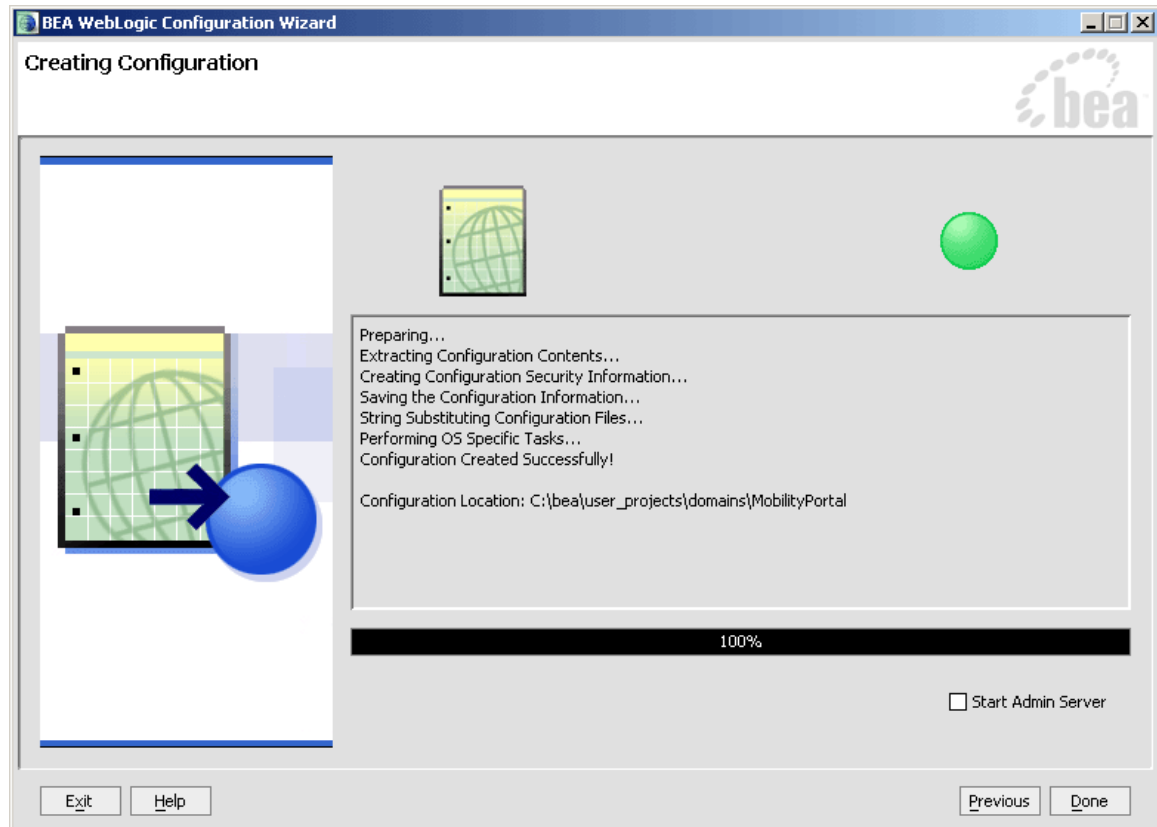 BEA WebLogic Configuration Wizard
Creating Configuration
bea
Preparing...
Extracting Configuration Contents...
Creating Configuration Security Information...
Saving the Configuration Information...
String Substituting Configuration Files...
Performing OS Specific Tasks...
Configuration Created Successfully!
Configuration Location: C:\bea\user_projects\domains\MobilityPortal
100%
Start Admin Server
Exit
Help
Previous
Done